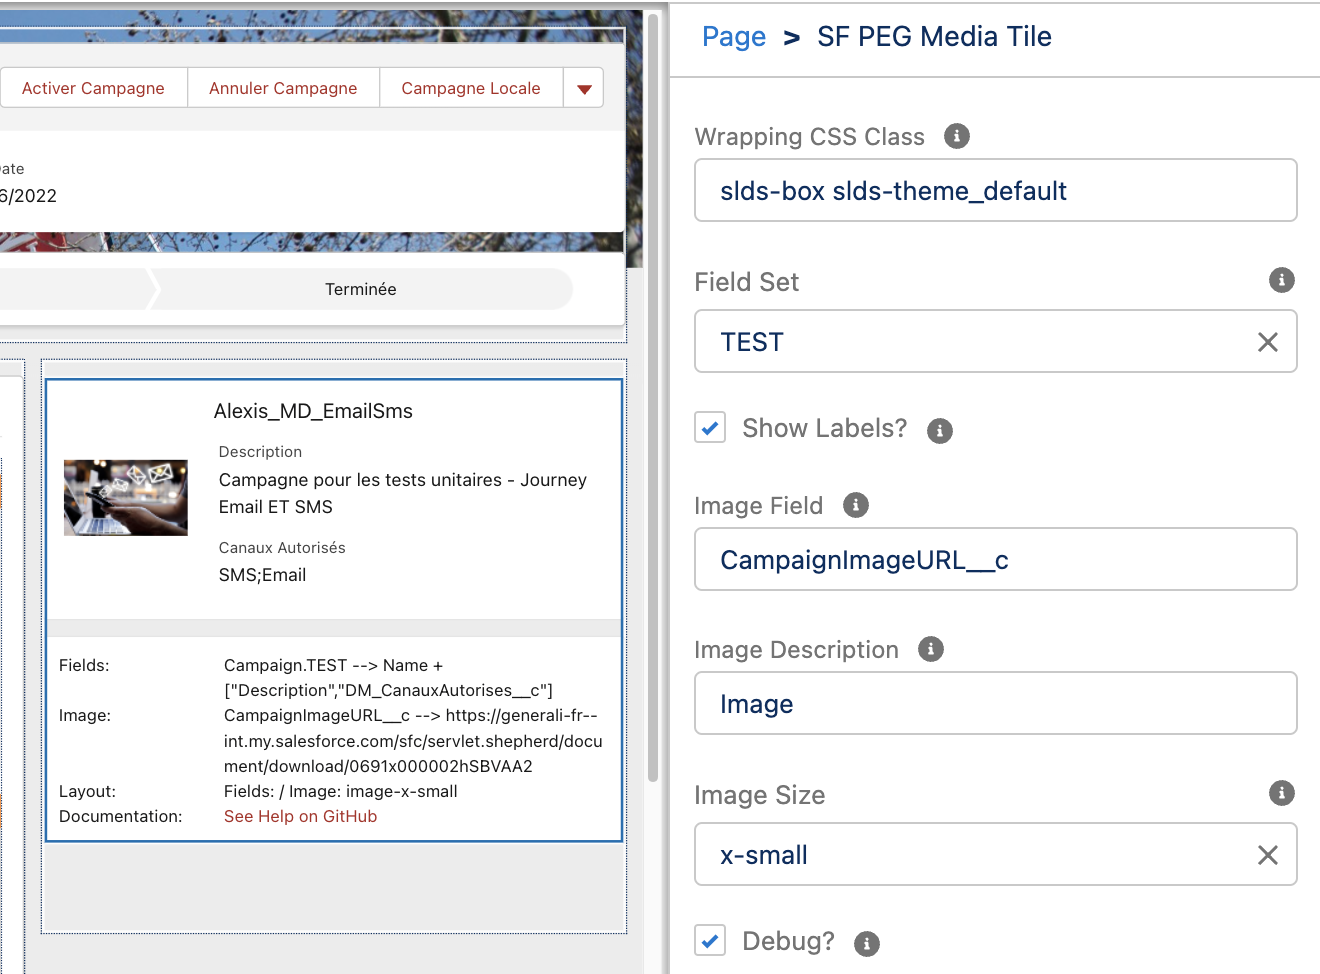 Activer Campagne
Annuler Campagne
Campagne Locale
ate
6/2022
Terminée
Alexis_MD_EmailSms
Description
Campagne pour les tests unitaires - Journey
Email ET SMS
Canaux Autorisés
SMS;Email
Fields: Campaign.TEST --> Name +
["Description","DM_CanauxAutorises__c"]
Image: CampaignImageURL__c --> https://generali-fr--
int.my.salesforce.com/sfc/servlet.shepherd/docu
ment/download/0691x000002hSBVAA2
Layout: Fields: / Image: image-x-small
Documentation: See Help on GitHub
Page > SF PEG Media Tile
Wrapping CSS Class
slds-box slds-theme_default
Field Set
TEST
Show Labels?
Image Field
CampaignImageURL__c
Image Description
Image
Image Size
x-small
Debug?